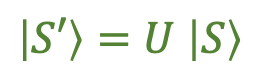 |S′⟩ = U |S⟩